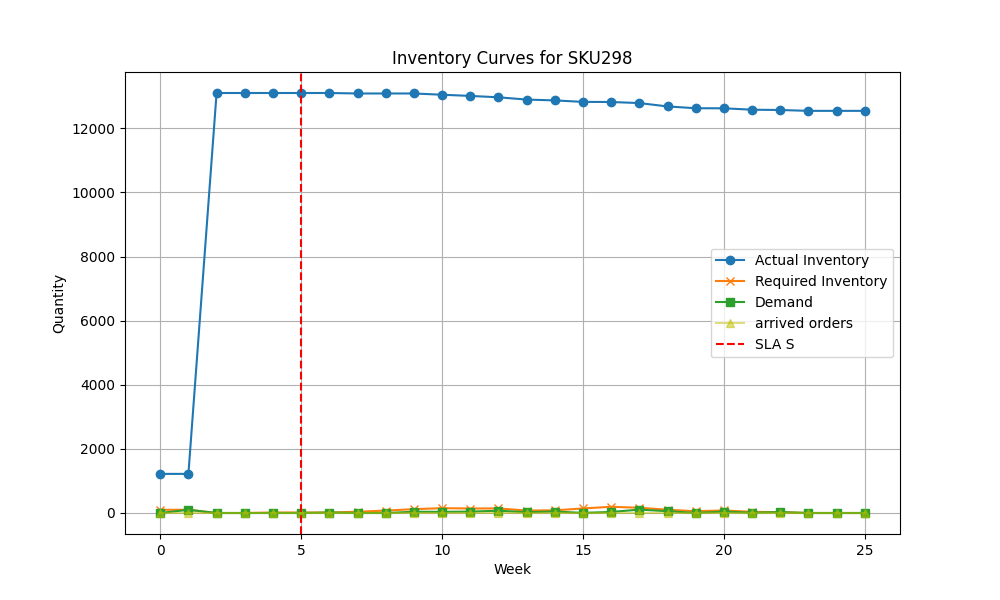 Inventory Curves for SKU298
Quantity
12000
10000
8000
6000
4000
2000
0
Actual Inventory
Required Inventory
Demand
arrived orders
SLA S
0 5 10 15 20 25
Week